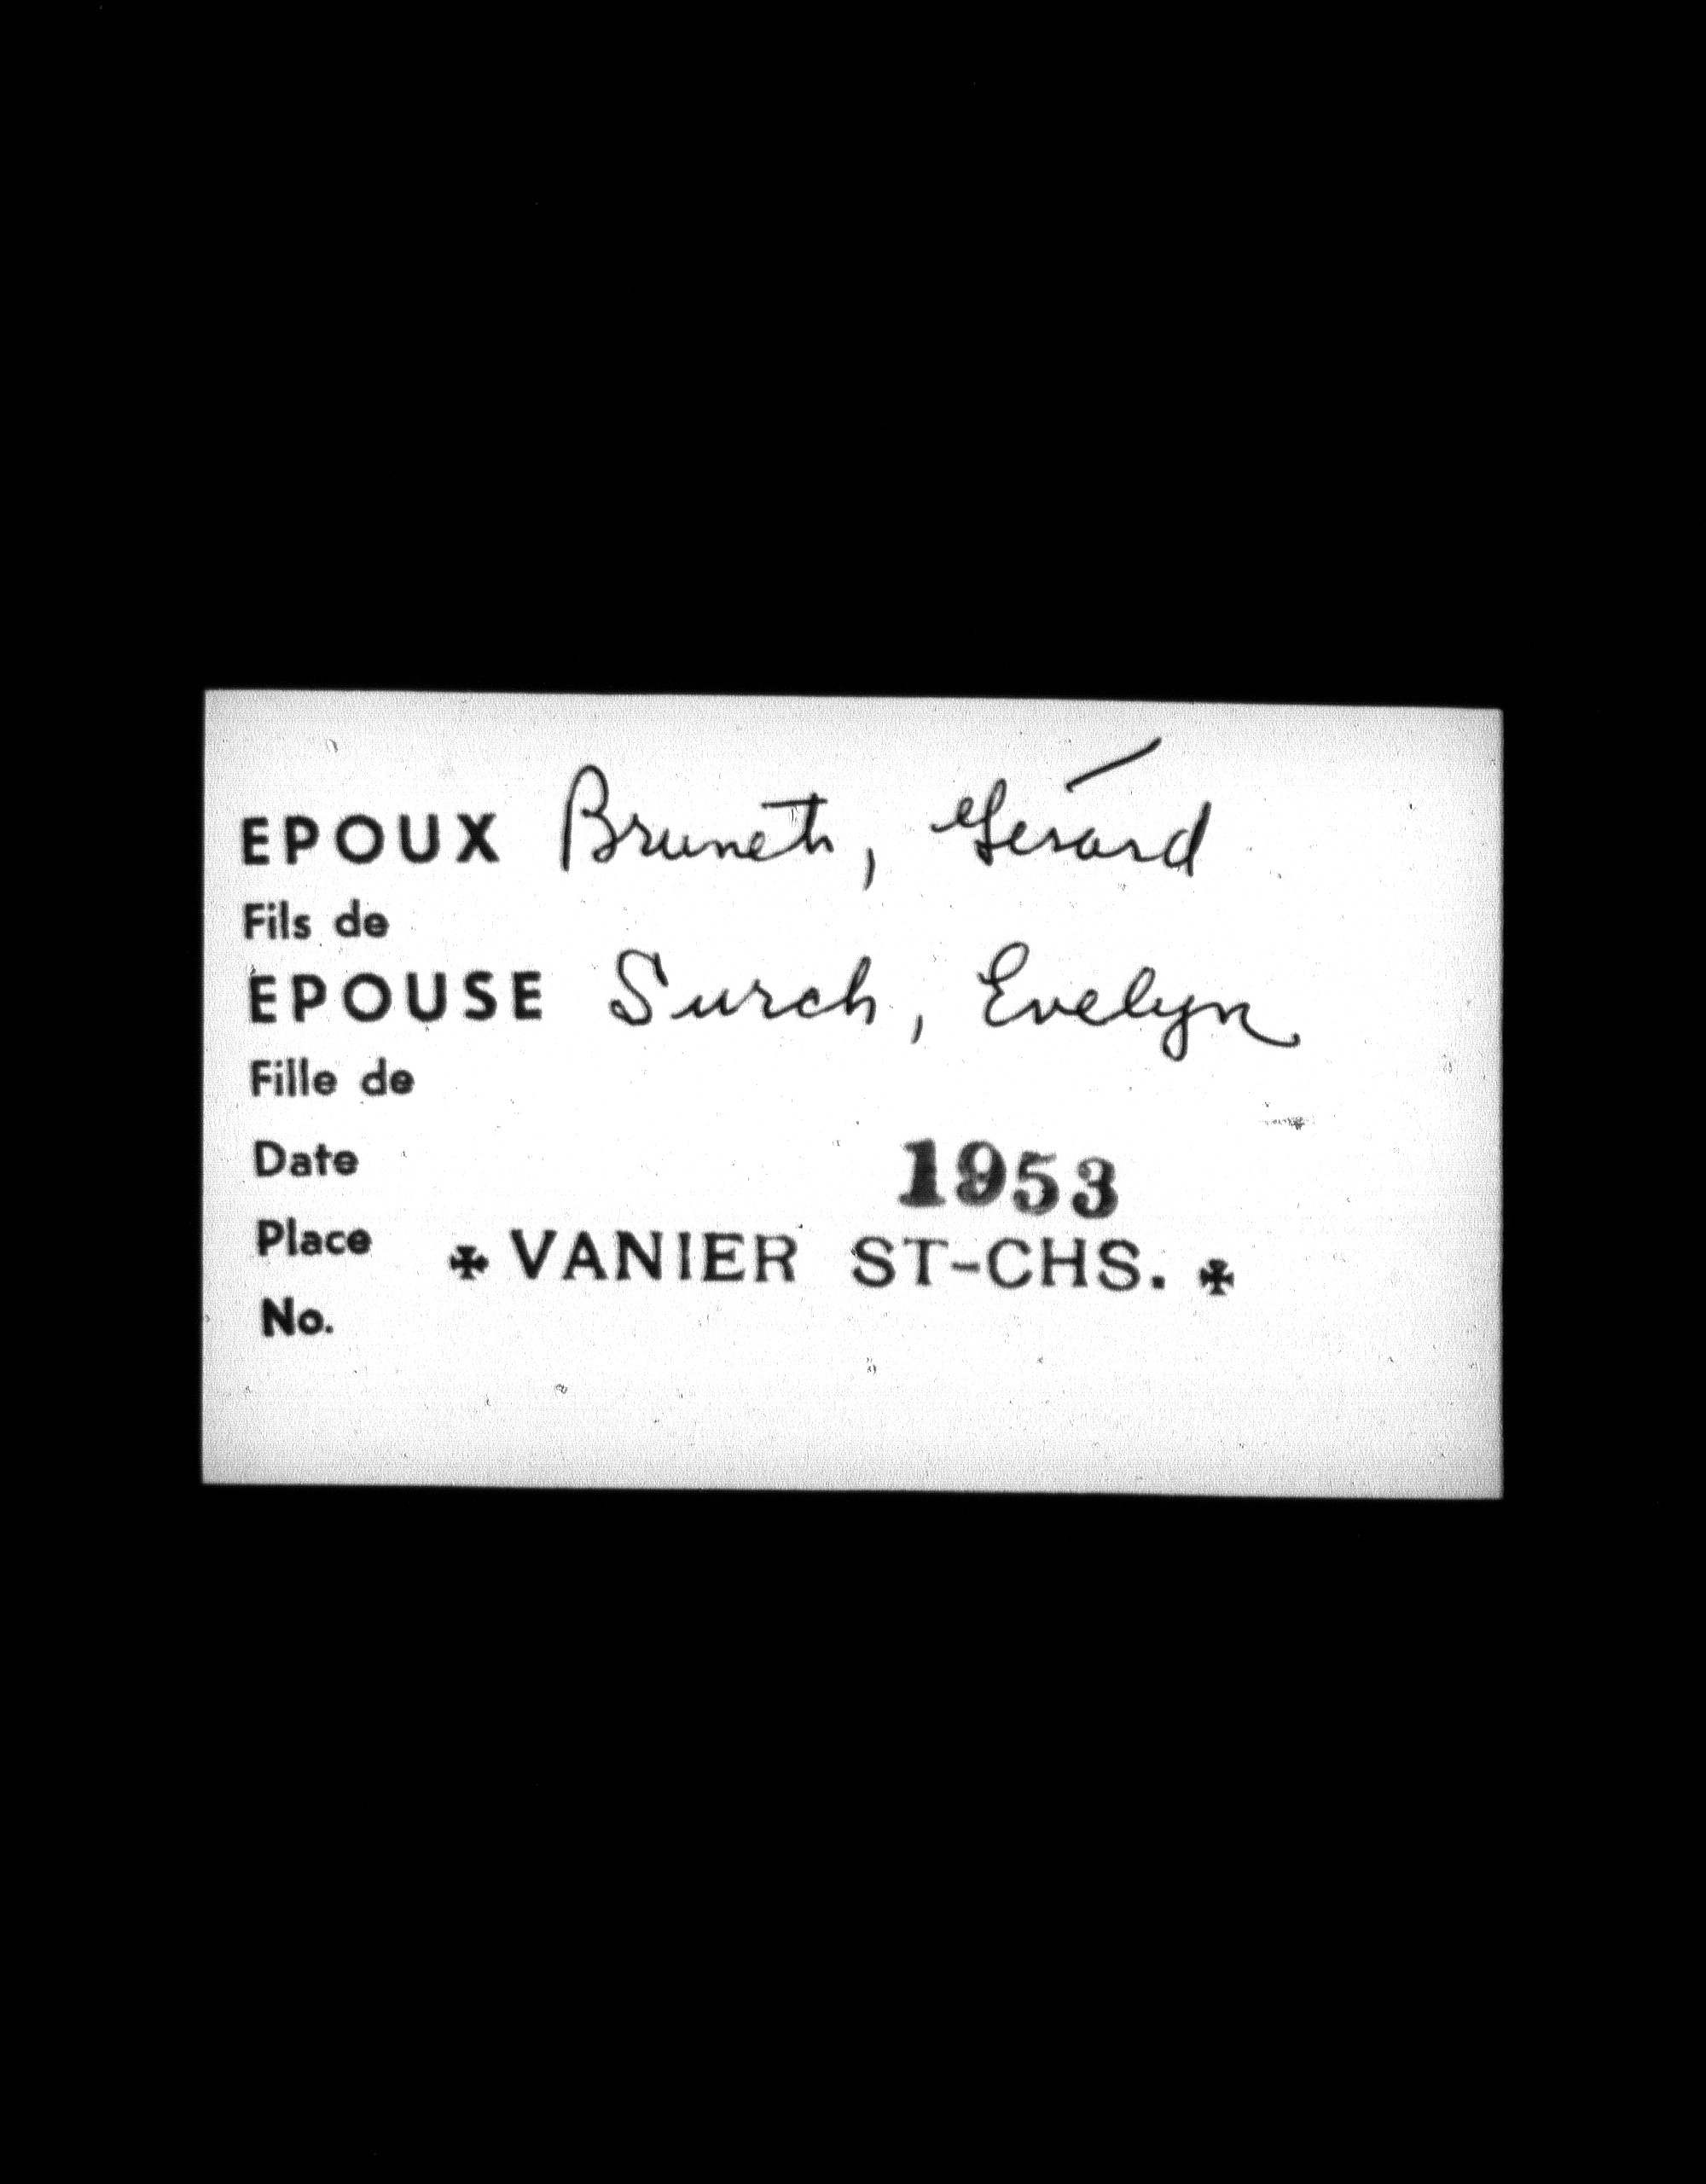 EPOUX Brunet, Gérard
Fils de
EPOUSE Surch, Evelyn
Fille de
Date 1953
Place ✠ VANIER ST-CHS. ✠
No.